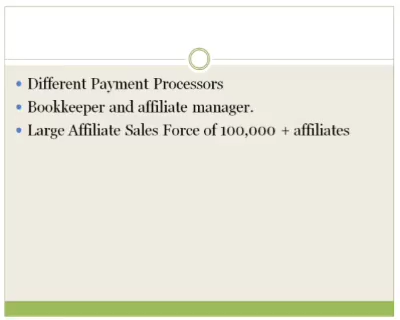 Different Payment Processors
Bookkeeper and affiliate manager.
Large Affiliate Sales Force of 100,000 + affiliates